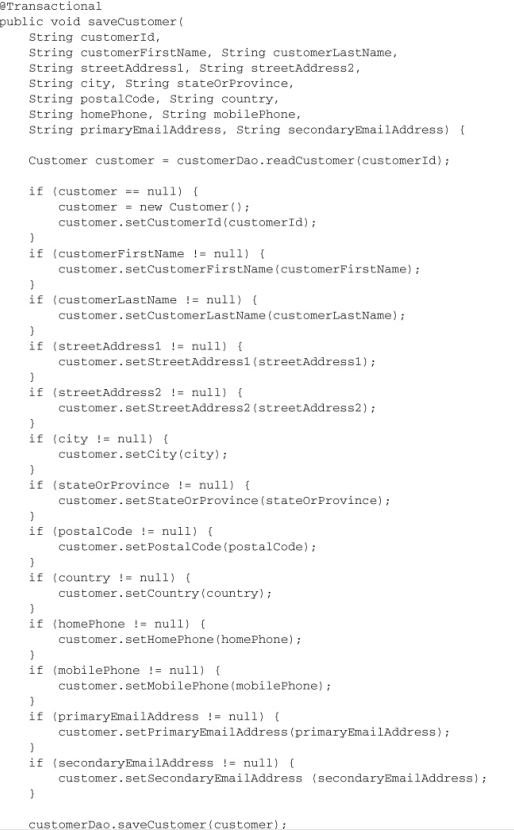 @Transactional
public void saveCustomer(
    String customerId,
    String customerFirstName, String customerLastName,
    String streetAddress1, String streetAddress2,
    String city, String stateOrProvince,
    String postalCode, String country,
    String homePhone, String mobilePhone,
    String primaryEmailAddress, String secondaryEmailAddress) {

    Customer customer = customerDao.readCustomer(customerId);

    if (customer == null) {
        customer = new Customer();
        customer.setCustomerId(customerId);
    }
    if (customerFirstName != null) {
        customer.setCustomerFirstName(customerFirstName);
    }
    if (customerLastName != null) {
        customer.setCustomerLastName(customerLastName);
    }
    if (streetAddress1 != null) {
        customer.setStreetAddress1(streetAddress1);
    }
    if (streetAddress2 != null) {
        customer.setStreetAddress2(streetAddress2);
    }
    if (city != null) {
        customer.setCity(city);
    }
    if (stateOrProvince != null) {
        customer.setStateOrProvince(stateOrProvince);
    }
    if (postalCode != null) {
        customer.setPostalCode(postalCode);
    }
    if (country != null) {
        customer.setCountry(country);
    }
    if (homePhone != null) {
        customer.setHomePhone(homePhone);
    }
    if (mobilePhone != null) {
        customer.setMobilePhone(mobilePhone);
    }
    if (primaryEmailAddress != null) {
        customer.setPrimaryEmailAddress(primaryEmailAddress);
    }
    if (secondaryEmailAddress != null) {
        customer.setSecondaryEmailAddress (secondaryEmailAddress);
    }

    customerDao.saveCustomer(customer);